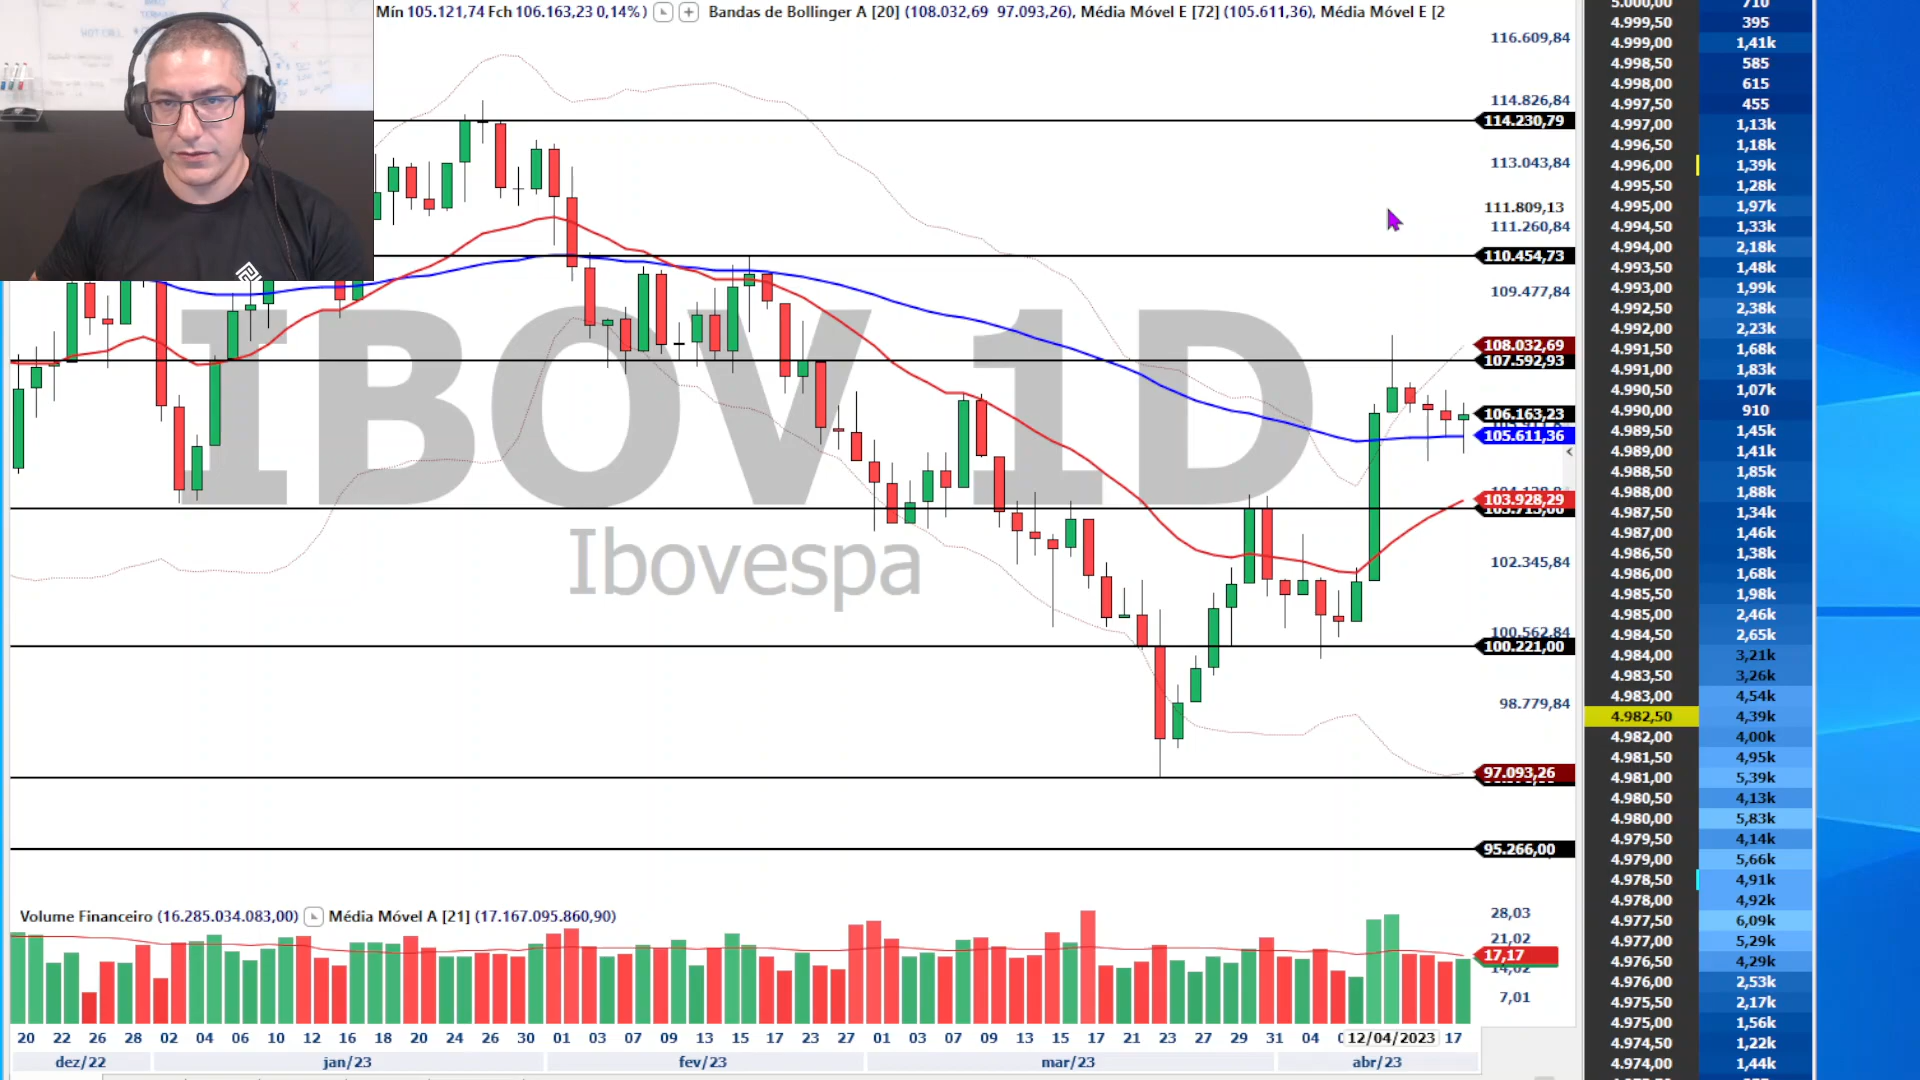 Mín 105.121,74 Fch 106.163,23 0,14%) Bandas de Bollinger A [20] (108.032,69 97.093,26), Média Móvel E [72] (105.611,36), Média Móvel E [2
116.609,84
114.826,84
114.230,79
113.043,84
111.809,13
111.260,84
110.454,73
109.477,84
108.032,69
107.592,93
106.163,23
105.611,36
103.928,29
102.345,84
100.562,84
100.221,00
98.779,84
97.093,26
95.266,00
IBOV 1D
Ibovespa
Volume Financeiro (16.285.034.083,00) Média Móvel A [21] (17.167.095.860,90)
28,03
21,02
17,17
14,02
7,01
20 22 26 28 02 04 06 10 12 16 18 20 24 26 30 01 03 07 09 13 15 17 23 27 01 03 07 09 13 15 17 21 23 27 29 31 04 12/04/2023 17
dez/22 jan/23 fev/23 mar/23 abr/23
5.000,00 710
4.999,50 395
4.999,00 1,41k
4.998,50 585
4.998,00 615
4.997,50 455
4.997,00 1,13k
4.996,50 1,18k
4.996,00 1,39k
4.995,50 1,28k
4.995,00 1,97k
4.994,50 1,33k
4.994,00 2,18k
4.993,50 1,48k
4.993,00 1,99k
4.992,50 2,38k
4.992,00 2,23k
4.991,50 1,68k
4.991,00 1,83k
4.990,50 1,07k
4.990,00 910
4.989,50 1,45k
4.989,00 1,41k
4.988,50 1,85k
4.988,00 1,88k
4.987,50 1,34k
4.987,00 1,46k
4.986,50 1,38k
4.986,00 1,68k
4.985,50 1,98k
4.985,00 2,46k
4.984,50 2,65k
4.984,00 3,21k
4.983,50 3,26k
4.983,00 4,54k
4.982,50 4,39k
4.982,00 4,00k
4.981,50 4,95k
4.981,00 5,39k
4.980,50 4,13k
4.980,00 5,83k
4.979,50 4,14k
4.979,00 5,66k
4.978,50 4,91k
4.978,00 4,92k
4.977,50 6,09k
4.977,00 5,29k
4.976,50 4,29k
4.976,00 2,53k
4.975,50 2,17k
4.975,00 1,56k
4.974,50 1,22k
4.974,00 1,44k